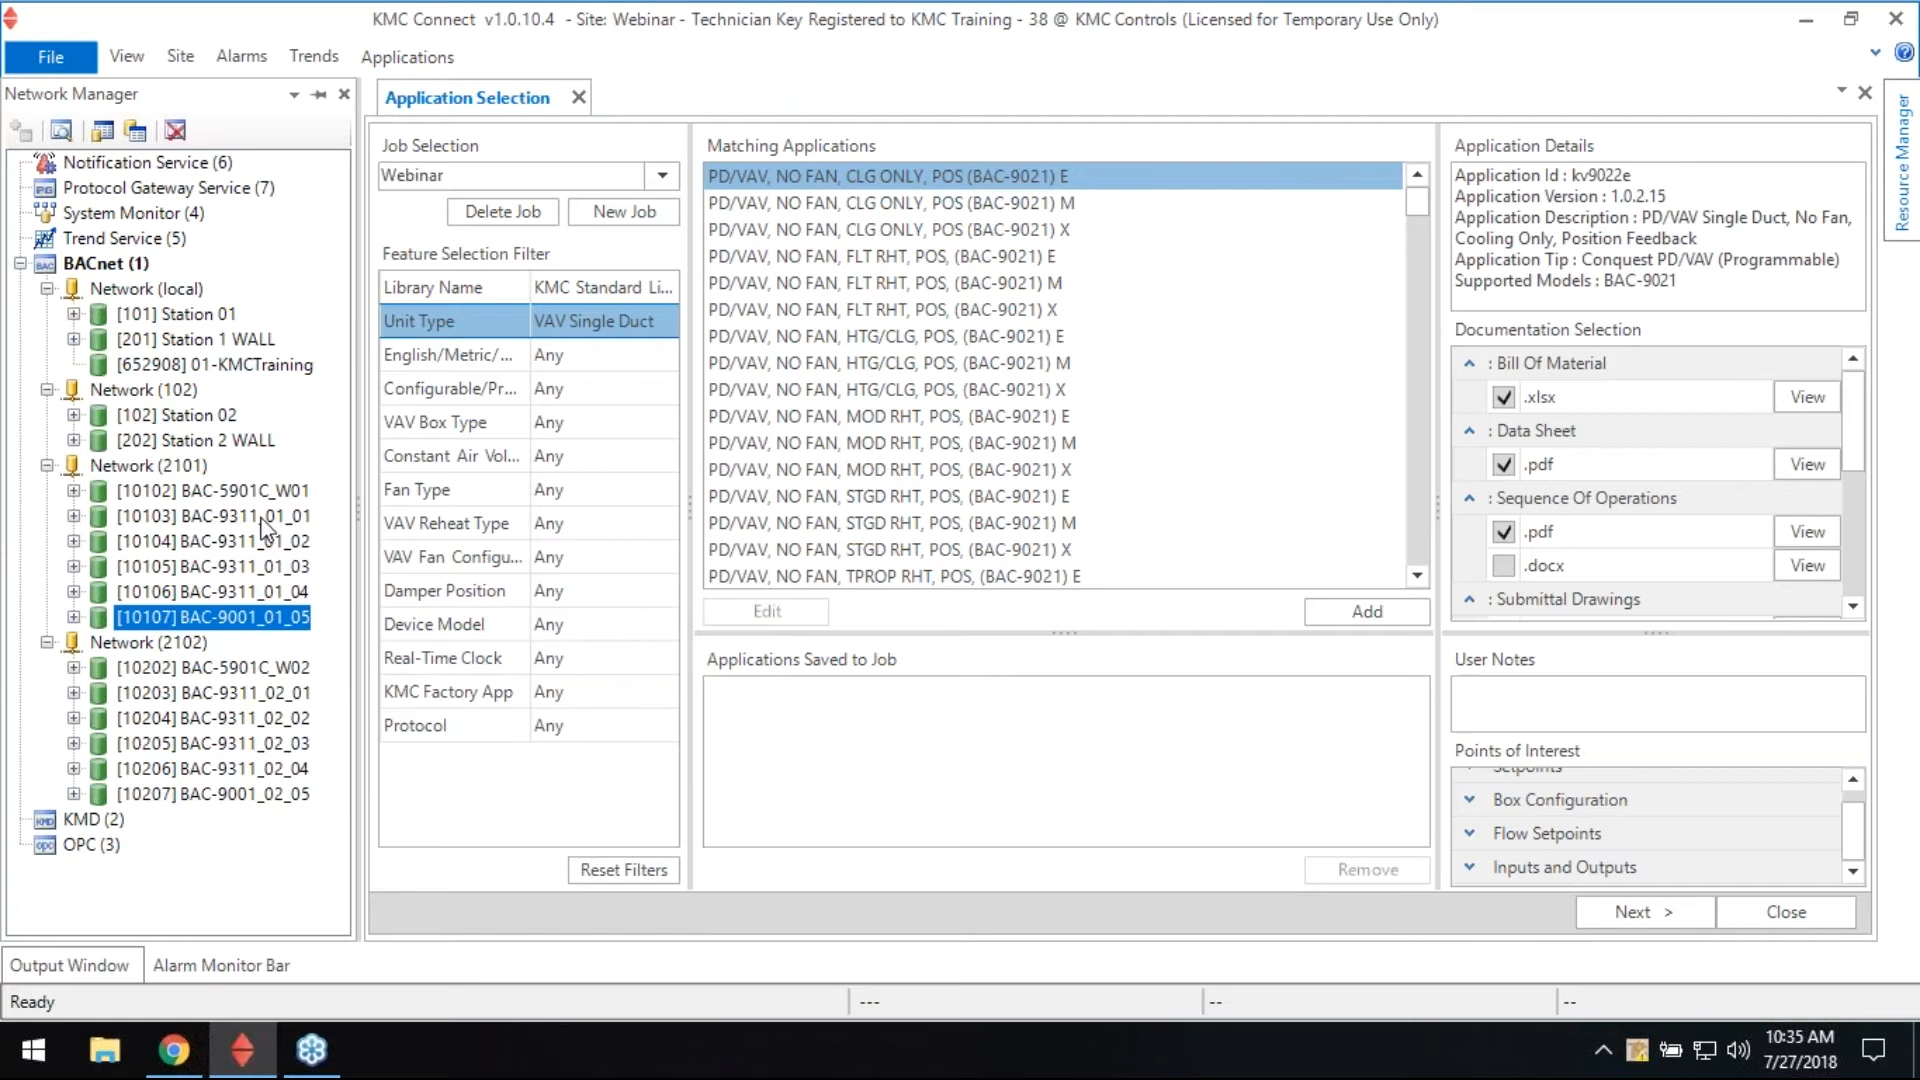 KMC Connect v1.0.10.4 - Site: Webinar - Technician Key Registered to KMC Training - 38 @ KMC Controls (Licensed for Temporary Use Only)
File
View
Site
Alarms
Trends
Applications
Network Manager
Notification Service (6)
Protocol Gateway Service (7)
System Monitor (4)
Trend Service (5)
BACnet (1)
Network (local)
[101] Station 01
[201] Station 1 WALL
[652908] 01-KMCTraining
Network (102)
[102] Station 02
[202] Station 2 WALL
Network (2101)
[10102] BAC-5901C_W01
[10103] BAC-9311_01_01
[10104] BAC-9311_01_02
[10105] BAC-9311_01_03
[10106] BAC-9311_01_04
[10107] BAC-9001_01_05
Network (2102)
[10202] BAC-5901C_W02
[10203] BAC-9311_02_01
[10204] BAC-9311_02_02
[10205] BAC-9311_02_03
[10206] BAC-9311_02_04
[10207] BAC-9001_02_05
KMD (2)
OPC (3)
Application Selection
Job Selection
Webinar
Delete Job
New Job
Feature Selection Filter
Library Name KMC Standard Li...
Unit Type VAV Single Duct
English/Metric/... Any
Configurable/Pr... Any
VAV Box Type Any
Constant Air Vol... Any
Fan Type Any
VAV Reheat Type Any
VAV Fan Configu... Any
Damper Position Any
Device Model Any
Real-Time Clock Any
KMC Factory App Any
Protocol Any
Reset Filters
Matching Applications
PD/VAV, NO FAN, CLG ONLY, POS (BAC-9021) E
PD/VAV, NO FAN, CLG ONLY, POS (BAC-9021) M
PD/VAV, NO FAN, CLG ONLY, POS (BAC-9021) X
PD/VAV, NO FAN, FLT RHT, POS, (BAC-9021) E
PD/VAV, NO FAN, FLT RHT, POS, (BAC-9021) M
PD/VAV, NO FAN, FLT RHT, POS, (BAC-9021) X
PD/VAV, NO FAN, HTG/CLG, POS, (BAC-9021) E
PD/VAV, NO FAN, HTG/CLG, POS, (BAC-9021) M
PD/VAV, NO FAN, HTG/CLG, POS, (BAC-9021) X
PD/VAV, NO FAN, MOD RHT, POS, (BAC-9021) E
PD/VAV, NO FAN, MOD RHT, POS, (BAC-9021) M
PD/VAV, NO FAN, MOD RHT, POS, (BAC-9021) X
PD/VAV, NO FAN, STGD RHT, POS, (BAC-9021) E
PD/VAV, NO FAN, STGD RHT, POS, (BAC-9021) M
PD/VAV, NO FAN, STGD RHT, POS, (BAC-9021) X
PD/VAV, NO FAN, TPROP RHT, POS, (BAC-9021) E
Edit
Add
Applications Saved to Job
Remove
Application Details
Application Id : kv9022e
Application Version : 1.0.2.15
Application Description : PD/VAV Single Duct, No Fan,
Cooling Only, Position Feedback
Application Tip : Conquest PD/VAV (Programmable)
Supported Models : BAC-9021
Documentation Selection
: Bill Of Material
.xlsx View
: Data Sheet
.pdf View
: Sequence Of Operations
.pdf View
.docx View
: Submittal Drawings
User Notes
Points of Interest
Setpoints
Box Configuration
Flow Setpoints
Inputs and Outputs
Next >
Close
Resource Manager
Output Window
Alarm Monitor Bar
Ready
---
--
--
10:35 AM
7/27/2018